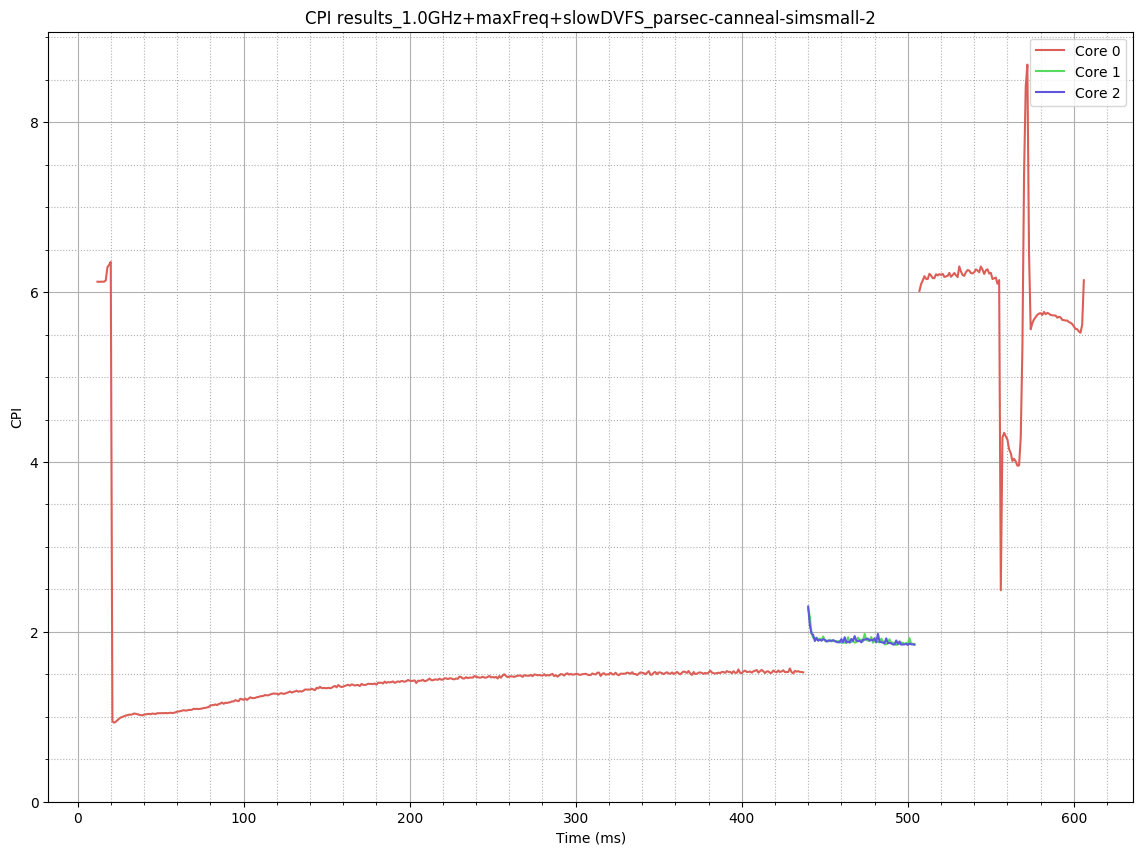 CPI results_1.0GHz+maxFreq+slowDVFS_parsec-canneal-simsmall-2
Core 0
Core 1
Core 2
CPI
8
6
4
2
0
0 100 200 300 400 500 600
Time (ms)